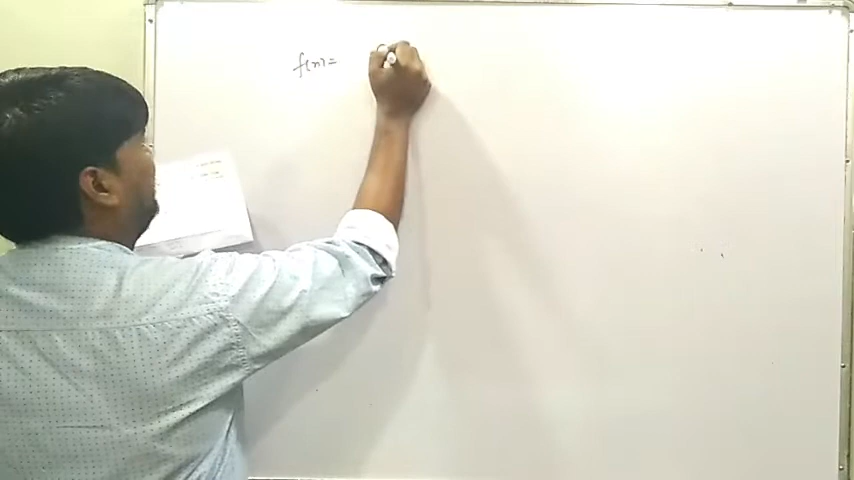 f(x) =